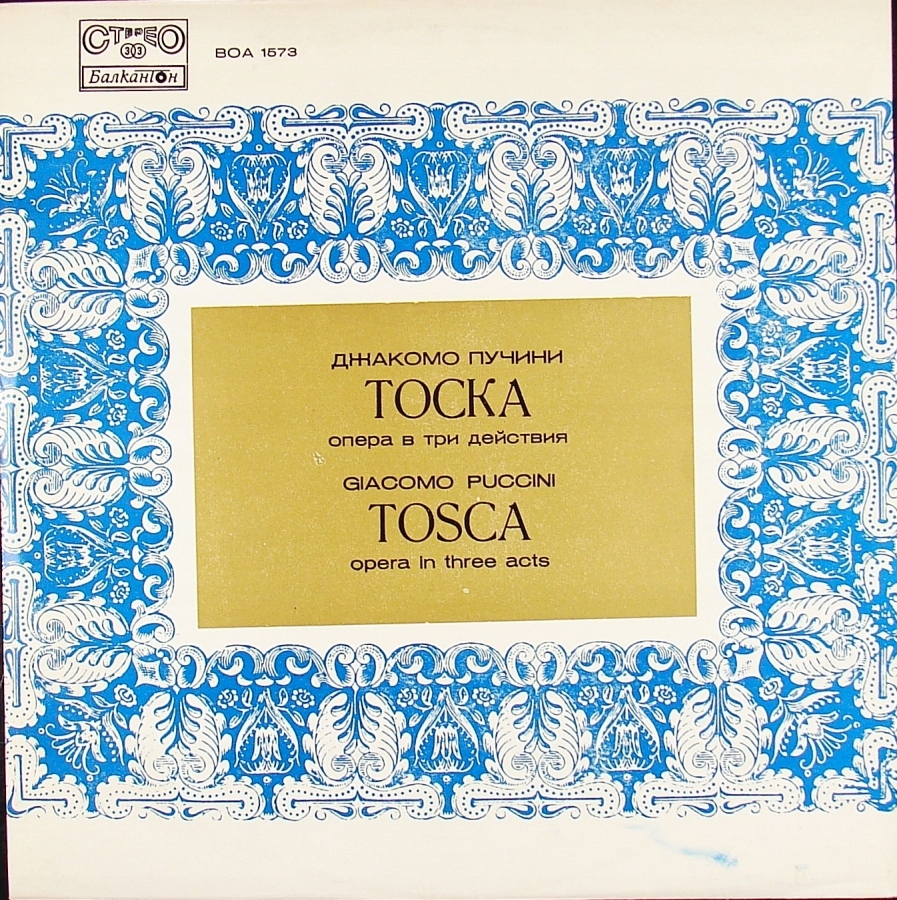 СТЕРЕО
33
Балкантон
ВОА 1573
ДЖАКОМО ПУЧИНИ
ТОСКА
опера в три действия
GIACOMO PUCCINI
TOSCA
opera in three acts